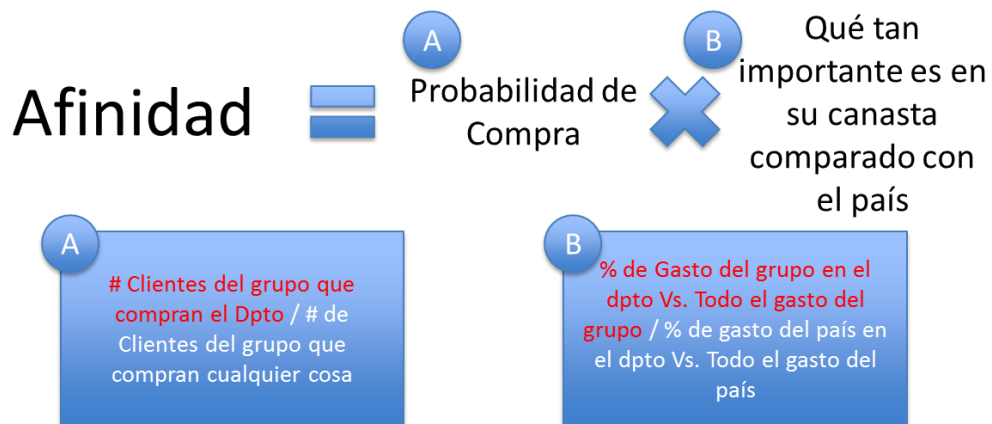 Afinidad
A
Probabilidad de
Compra
B
Qué tan
importante es en
su canasta
comparado con
el país
A
# Clientes del grupo que
compran el Dpto / # de
Clientes del grupo que
compran cualquier cosa
B
% de Gasto del grupo en el
dpto Vs. Todo el gasto del
grupo / % de gasto del país en
el dpto Vs. Todo el gasto del
país